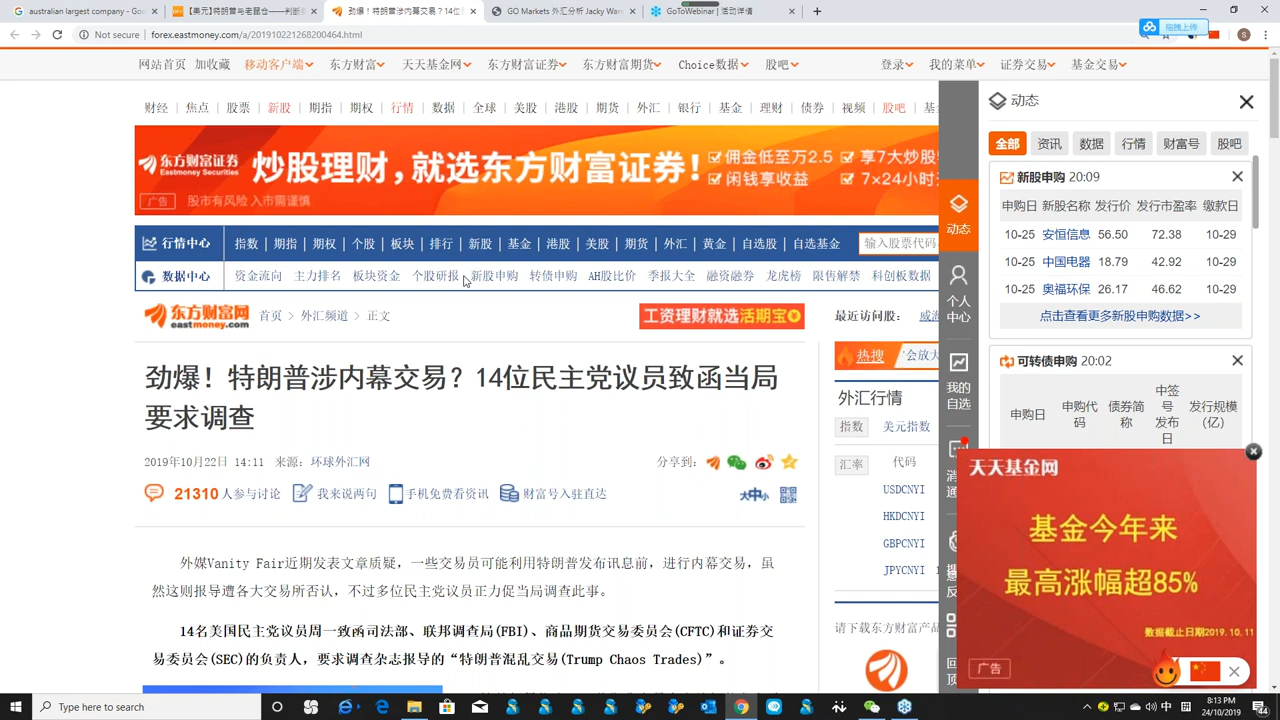 australian largest company - Goo
【美元】特朗普与老鼠仓——判断美
劲爆！特朗普涉内幕交易？14位民
GO Markets 外汇分析 Jacky Wang
GoToWebinar | 活动详情
拖拽上传
Not secure | forex.eastmoney.com/a/201910221268200464.html
网站首页 加收藏 移动客户端 东方财富 天天基金网 东方财富证券 东方财富期货 Choice数据 股吧 登录 我的菜单 证券交易 基金交易
财经 | 焦点 | 股票 | 新股 | 期指 | 期权 | 行情 | 数据 | 全球 | 美股 | 港股 | 期货 | 外汇 | 银行 | 基金 | 理财 | 债券 | 视频 | 股吧 | 基
东方财富证券
Eastmoney Securities
炒股理财，就选东方财富证券！
佣金低至万2.5
享7大炒股
闲钱享收益
7×24小时
广告
股市有风险 入市需谨慎
行情中心 指数 | 期指 | 期权 | 个股 | 板块 | 排行 | 新股 | 基金 | 港股 | 美股 | 期货 | 外汇 | 黄金 | 自选股 | 自选基金 输入股票代码
数据中心 资金流向 主力排名 板块资金 个股研报 新股申购 转债申购 AH股比价 季报大全 融资融券 龙虎榜 限售解禁 科创板数据
东方财富网
eastmoney.com
首页 > 外汇频道 > 正文
工资理财就选活期宝
最近访问股：
劲爆！特朗普涉内幕交易？14位民主党议员致函当局
要求调查
2019年10月22日 14:11 来源：环球外汇网
分享到：
21310人参与讨论 我来说两句 手机免费看资讯 财富号入驻直达
大中小
外媒Vanity Fair近期发表文章质疑，一些交易员可能利用特朗普发布讯息前，进行内幕交易，虽
然这则报导遭各大交易所否认，不过多位民主党议员正力促当局调查此事。
14名美国民主党议员周一致函司法部、联邦调查局(FBI)、商品期货交易委员会(CFTC)和证券交
易委员会(SEC)的负责人，要求调查杂志报导的“特朗普混乱交易(Trump Chaos Trades)”。
热搜
外汇行情
指数 美元指数
汇率 代码
USDCNYI
HKDCNYI
GBPCNYI
JPYCNYI
请下载东方财富产品
动态
个人
中心
我的
自选
动态
全部 资讯 数据 行情 财富号 股吧
新股申购 20:09
申购日 新股名称 发行价 发行市盈率 缴款日
10-25 安恒信息 56.50 72.38 10-29
10-25 中国电器 18.79 42.92 10-29
10-25 奥福环保 26.17 46.62 10-29
点击查看更多新股申购数据>>
可转债申购 20:02
申购日
申购代码
债券简称
中签号发布日
发行规模(亿)
天天基金网
基金今年来
最高涨幅超85%
数据截止日期2019.10.11
广告
Type here to search
中
8:13 PM
24/10/2019
44